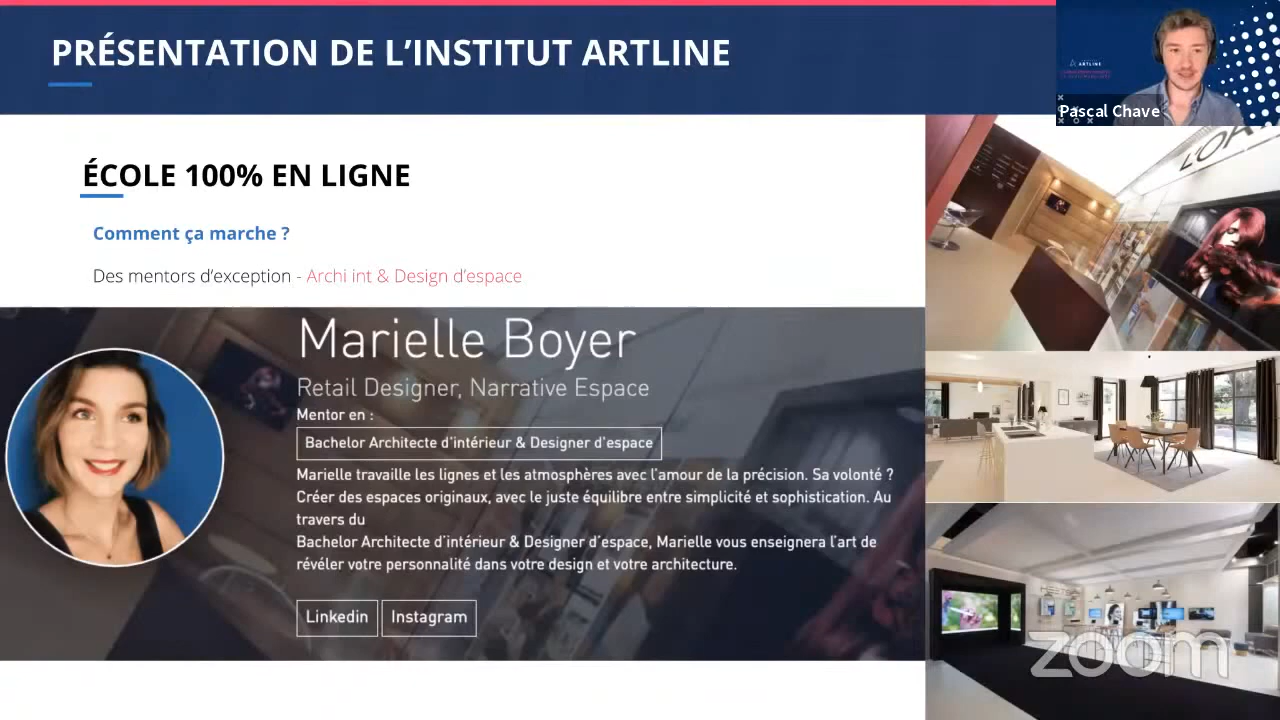 PRÉSENTATION DE L'INSTITUT ARTLINE
ARTLINE
Pascal Chave
ÉCOLE 100% EN LIGNE
Comment ça marche ?
Des mentors d'exception - Archi int & Design d'espace
Marielle Boyer
Retail Designer, Narrative Espace
Mentor en :
Bachelor Architecte d'intérieur & Designer d'espace
Marielle travaille les lignes et les atmosphères avec l'amour de la précision. Sa volonté ?
Créer des espaces originaux, avec le juste équilibre entre simplicité et sophistication. Au
travers du
Bachelor Architecte d'intérieur & Designer d'espace, Marielle vous enseignera l'art de
révéler votre personnalité dans votre design et votre architecture.
Linkedin
Instagram
zoom